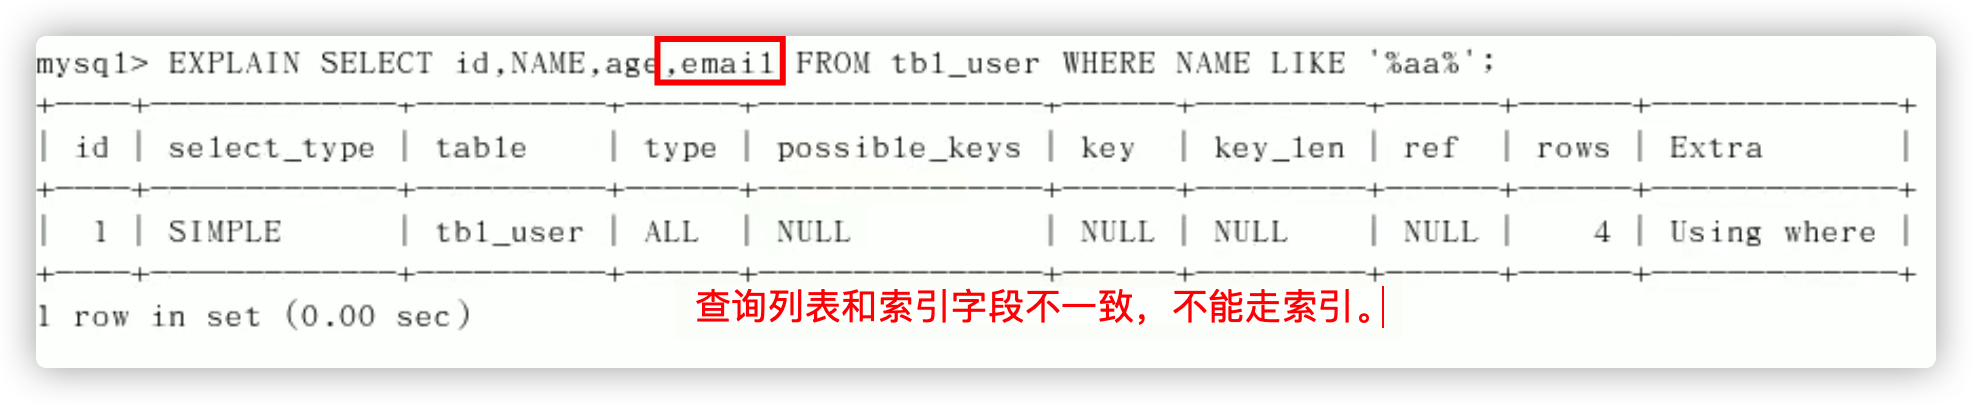 mysql> EXPLAIN SELECT id,NAME,age,email FROM tbl_user WHERE NAME LIKE '%aa%';
+----+-------------+----------+------+---------------+------+---------+------+------+-------------+
| id | select_type | table    | type | possible_keys | key  | key_len | ref  | rows | Extra       |
+----+-------------+----------+------+---------------+------+---------+------+------+-------------+
|  1 | SIMPLE      | tbl_user | ALL  | NULL          | NULL | NULL    | NULL |    4 | Using where |
+----+-------------+----------+------+---------------+------+---------+------+------+-------------+
1 row in set (0.00 sec)
查询列表和索引字段不一致，不能走索引。